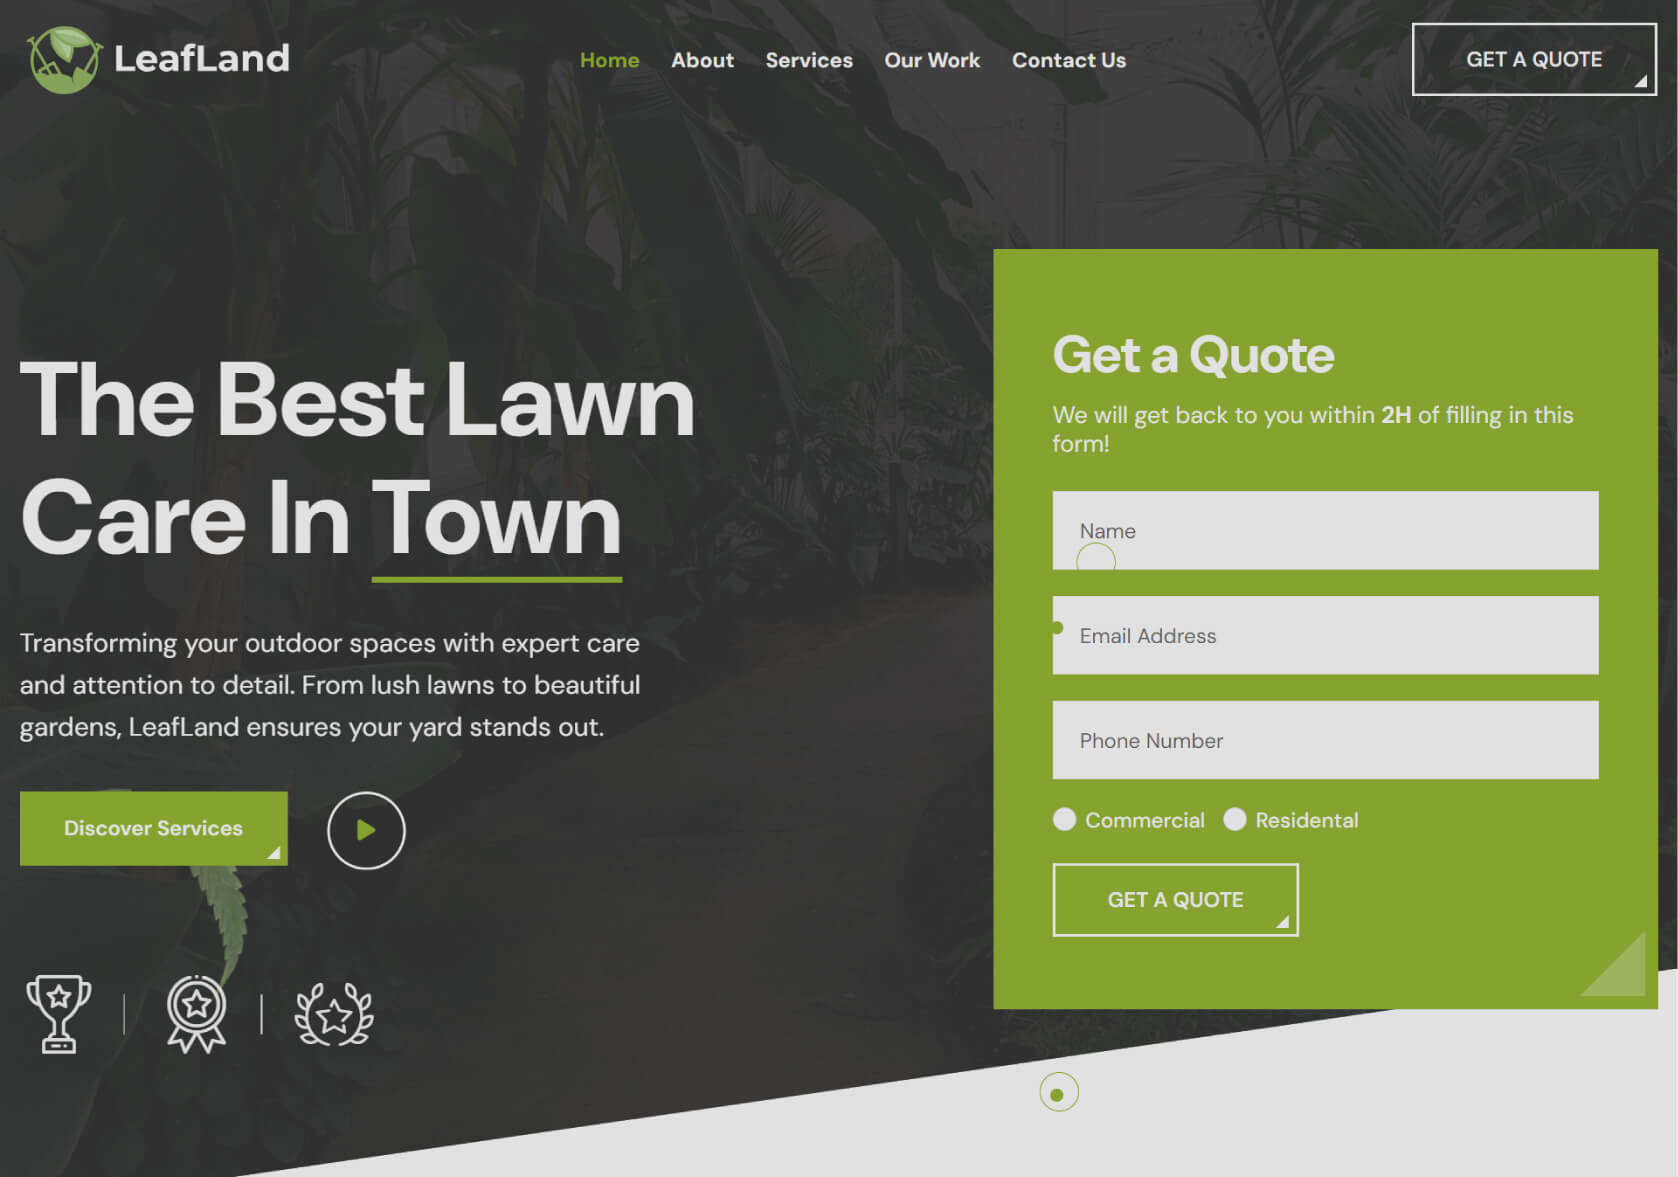 LeafLand
Home
About
Services
Our Work
Contact Us
GET A QUOTE
The Best Lawn
Care In Town
Transforming your outdoor spaces with expert care
and attention to detail. From lush lawns to beautiful
gardens, LeafLand ensures your yard stands out.
Discover Services
Get a Quote
We will get back to you within 2H of filling in this
form!
Name
Email Address
Phone Number
Commercial
Residental
GET A QUOTE